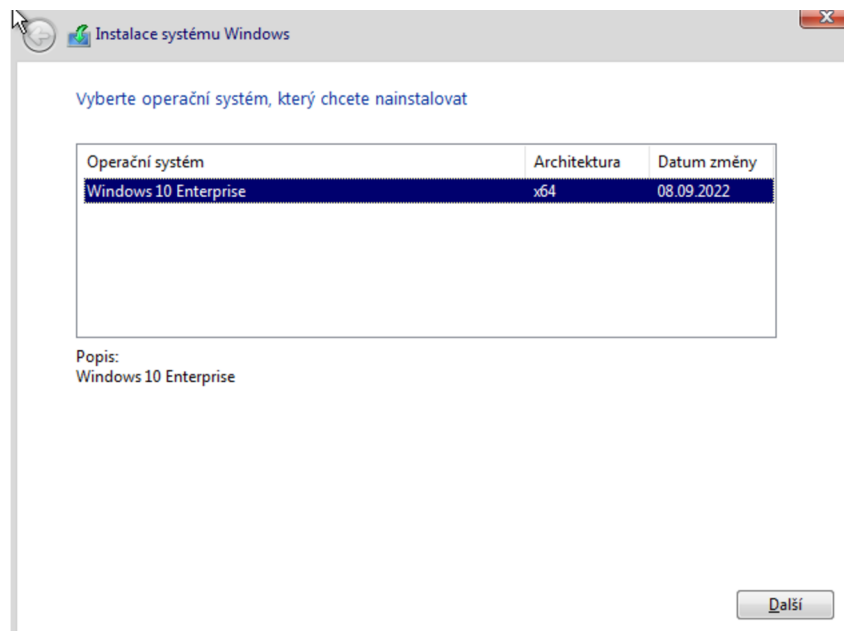 Instalace systému Windows
Vyberte operační systém, který chcete nainstalovat
Operační systém Architektura Datum změny
Windows 10 Enterprise x64 08.09.2022
Popis:
Windows 10 Enterprise
Další